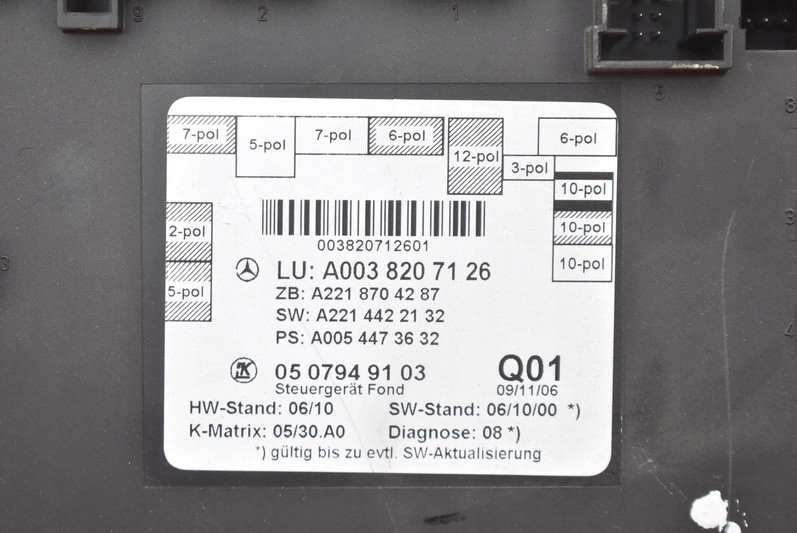 9 2 1
5
8
7-pol 5-pol 7-pol 6-pol 12-pol 6-pol
3-pol
10-pol
2-pol 10-pol 3
10-pol
5-pol
3
4
003820712601
LU: A003 820 71 26
ZB: A221 870 42 87
SW: A221 442 21 32
PS: A005 447 36 32
K 05 0794 91 03 Q01
Steuergerät Fond 09/11/06
HW-Stand: 06/10 SW-Stand: 06/10/00 *)
K-Matrix: 05/30.A0 Diagnose: 08 *)
*) gültig bis zu evtl. SW-Aktualisierung